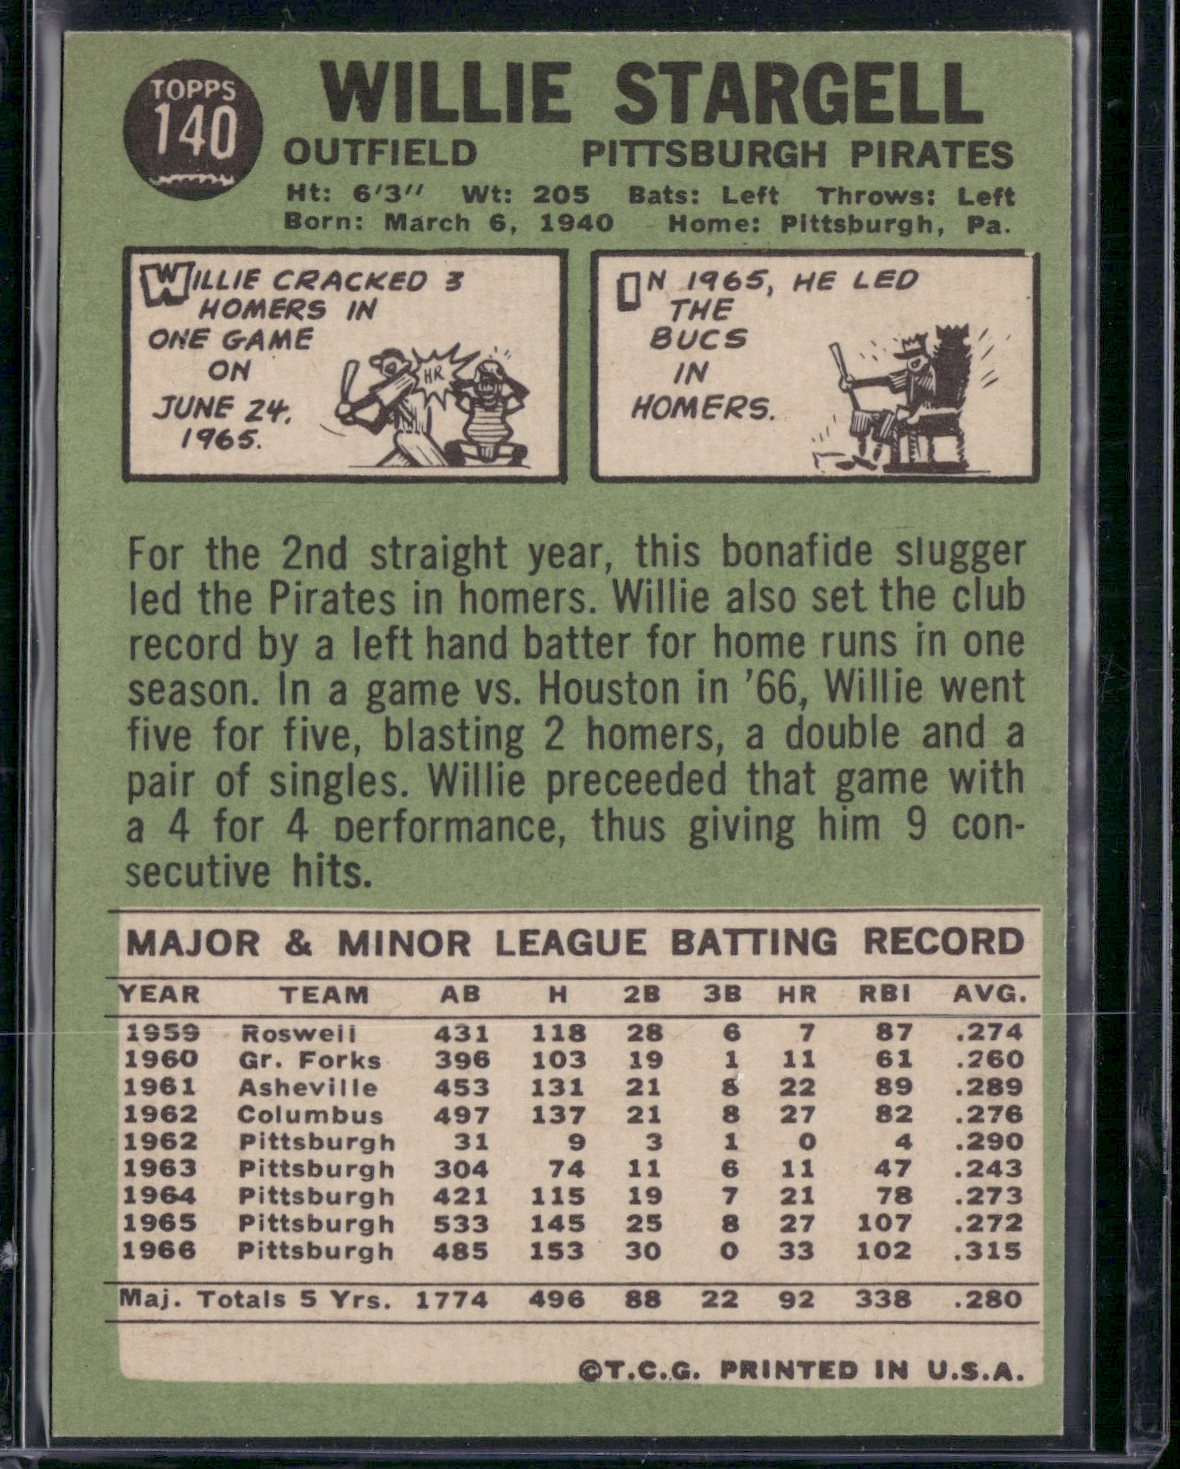 TOPPS
140
WILLIE STARGELL
OUTFIELD PITTSBURGH PIRATES
Ht: 6'3" Wt: 205 Bats: Left Throws: Left
Born: March 6, 1940 Home: Pittsburgh, Pa.
WILLIE CRACKED 3
HOMERS IN
ONE GAME
ON
JUNE 24,
1965.
HR
IN 1965, HE LED
THE
BUCS
IN
HOMERS.
For the 2nd straight year, this bonafide slugger
led the Pirates in homers. Willie also set the club
record by a left hand batter for home runs in one
season. In a game vs. Houston in '66, Willie went
five for five, blasting 2 homers, a double and a
pair of singles. Willie preceeded that game with
a 4 for 4 performance, thus giving him 9 con-
secutive hits.
MAJOR & MINOR LEAGUE BATTING RECORD
YEAR TEAM AB H 2B 3B HR RBI AVG.
1959 Roswell 431 118 28 6 7 87 .274
1960 Gr. Forks 396 103 19 1 11 61 .260
1961 Asheville 453 131 21 8 22 89 .289
1962 Columbus 497 137 21 8 27 82 .276
1962 Pittsburgh 31 9 3 1 0 4 .290
1963 Pittsburgh 304 74 11 6 11 47 .243
1964 Pittsburgh 421 115 19 7 21 78 .273
1965 Pittsburgh 533 145 25 8 27 107 .272
1966 Pittsburgh 485 153 30 0 33 102 .315
Maj. Totals 5 Yrs. 1774 496 88 22 92 338 .280
©T.C.G. PRINTED IN U.S.A.